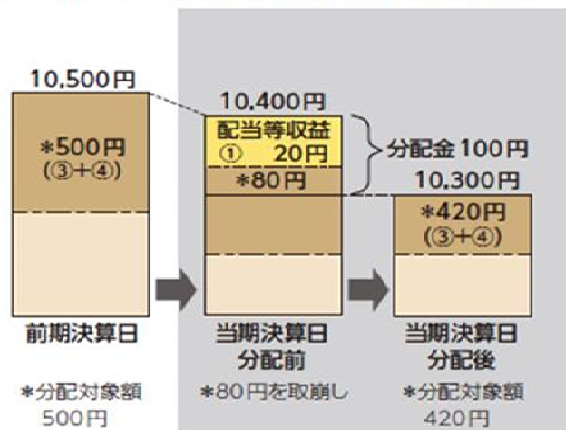 10,500円
*500円
(③+④)
前期決算日
*分配対象額
500円
10,400円
配当等収益
① 20円
*80円
当期決算日
分配前
*80円を取崩し
分配金100円
10,300円
*420円
(③+④)
当期決算日
分配後
*分配対象額
420円